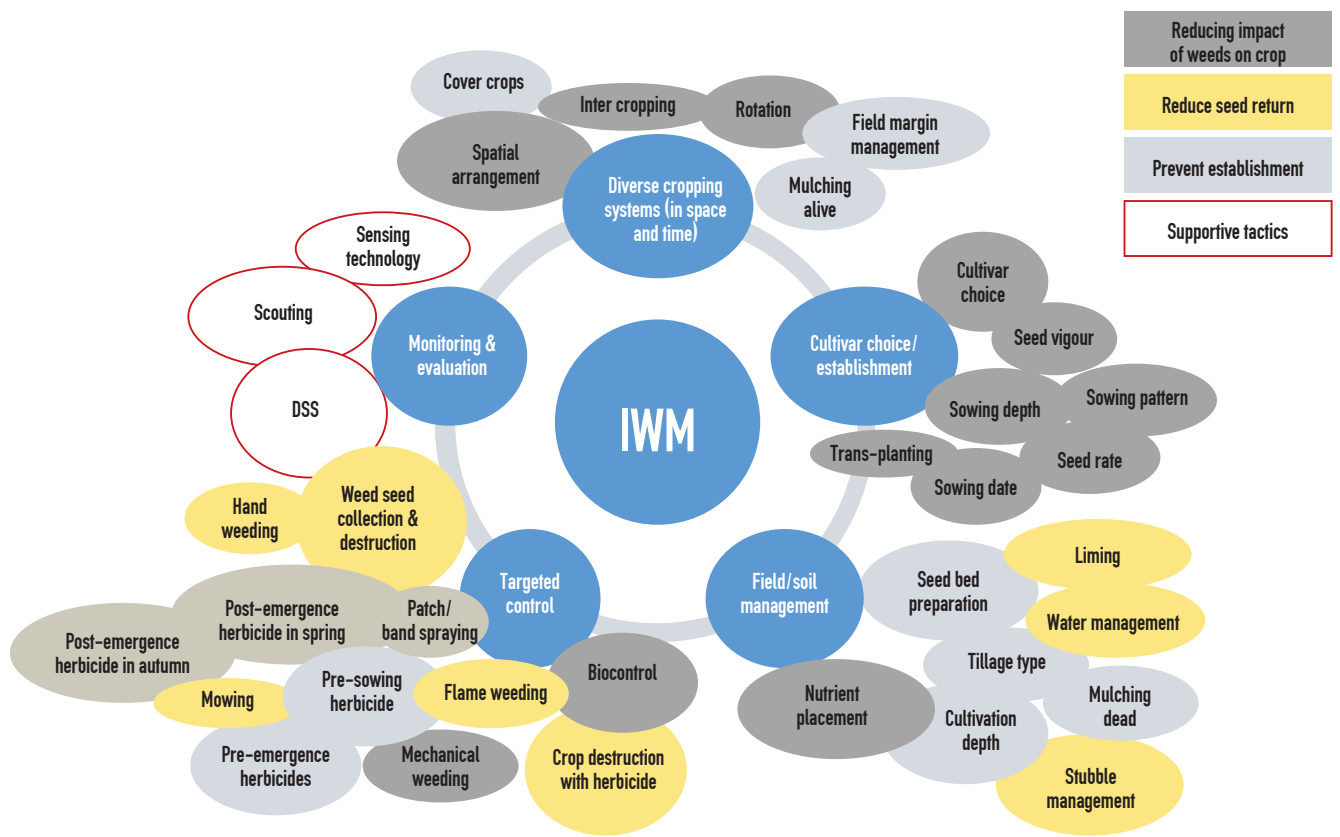 Reducing impact
of weeds on crop
Reduce seed return
Prevent establishment
Supportive tactics
Cover crops
Inter cropping
Rotation
Field margin
management
Spatial
arrangement
Mulching
alive
Diverse cropping
systems (in space
and time)
Sensing
technology
Scouting
DSS
Monitoring &
evaluation
Cultivar choice/
establishment
Cultivar
choice
Seed vigour
Sowing depth
Sowing pattern
Trans-planting
Sowing date
Seed rate
IWM
Hand
weeding
Weed seed
collection &
destruction
Targeted
control
Field/soil
management
Seed bed
preparation
Liming
Water management
Tillage type
Mulching
dead
Nutrient
placement
Cultivation
depth
Stubble
management
Post-emergence
herbicide in autumn
Post-emergence
herbicide in spring
Patch/
band spraying
Mowing
Pre-sowing
herbicide
Flame weeding
Biocontrol
Pre-emergence
herbicides
Mechanical
weeding
Crop destruction
with herbicide